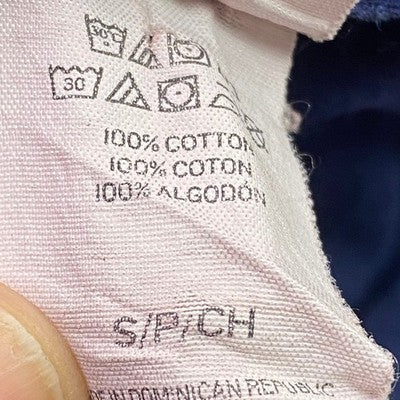 30°C
30
100% COTTON
100% COTON
100% ALGODÓN
S/P/CH
IN DOMINICAN REPUBLIC